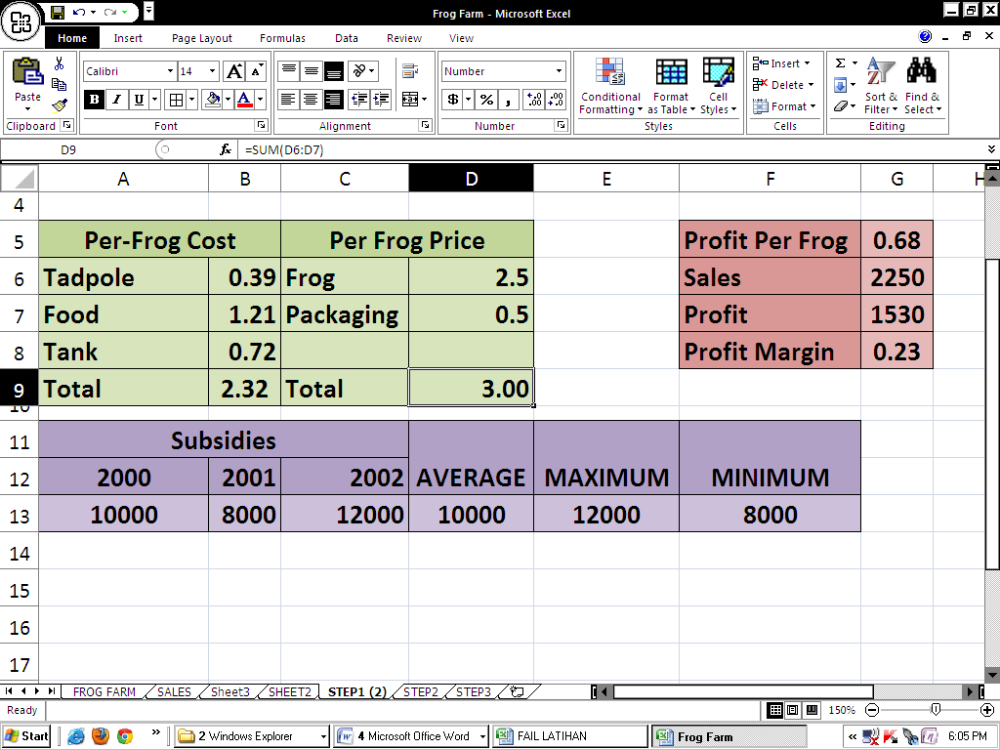 Frog Farm - Microsoft Excel
Home Insert Page Layout Formulas Data Review View
Calibri 14 A A Number Σ Insert
Paste Conditional Format Cell Delete Sort & Find &
B I U A $ % , .00 Formatting as Table Styles Format Filter Select
Clipboard Font Alignment Number Styles Cells Editing
D9 fx =SUM(D6:D7)
A B C D E F G H
4
5 Per-Frog Cost Per Frog Price Profit Per Frog 0.68
6 Tadpole 0.39 Frog 2.5 Sales 2250
7 Food 1.21 Packaging 0.5 Profit 1530
8 Tank 0.72 Profit Margin 0.23
9 Total 2.32 Total 3.00
10
11 Subsidies
12 2000 2001 2002 AVERAGE MAXIMUM MINIMUM
13 10000 8000 12000 10000 12000 8000
14
15
16
17
FROG FARM SALES Sheet3 SHEET2 STEP1 (2) STEP2 STEP3
Ready 150%
Start » 2 Windows Explorer 4 Microsoft Office Word FAIL LATIHAN Frog Farm « 6:05 PM